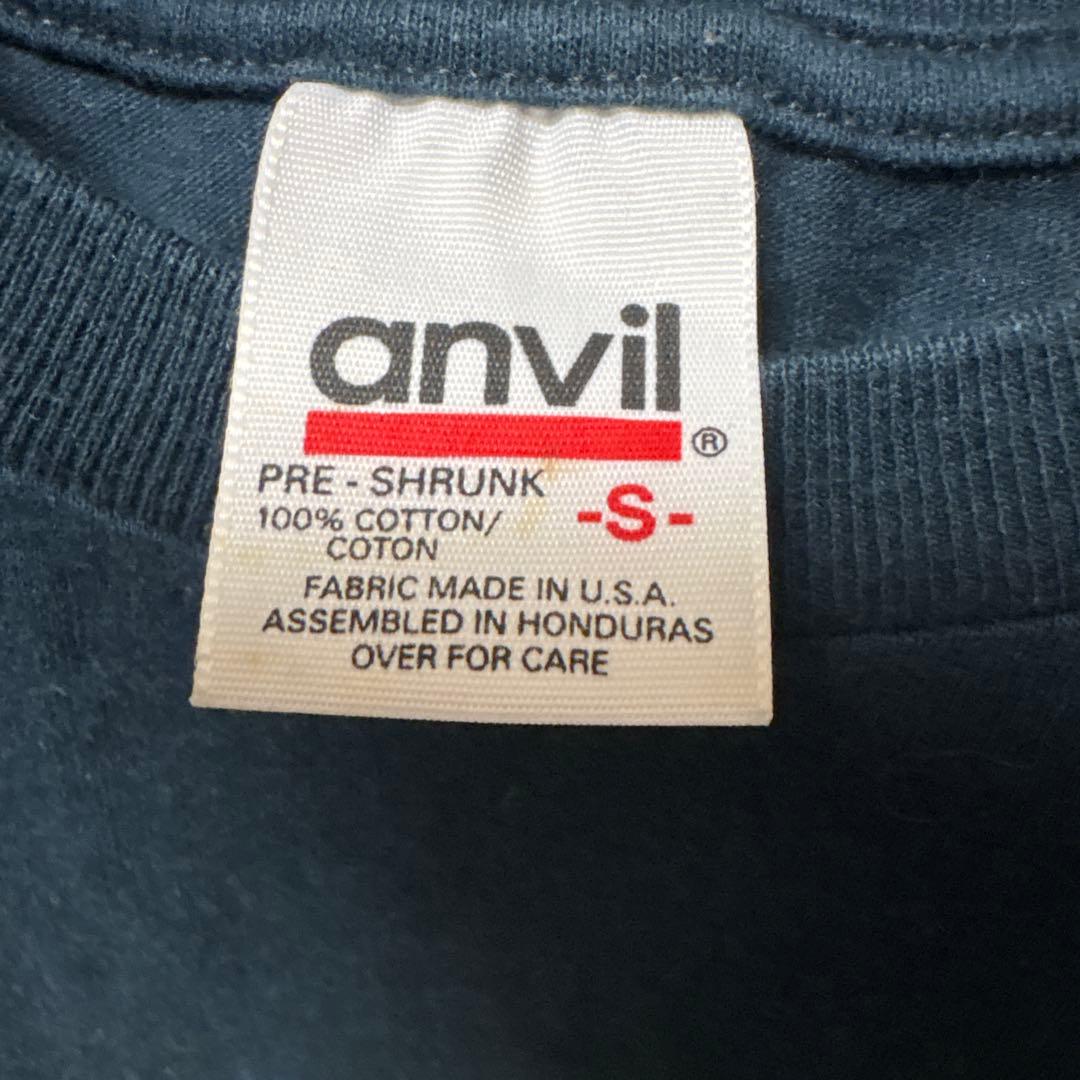 anvil®
PRE - SHRUNK
-S-
100% COTTON/
COTON
FABRIC MADE IN U.S.A.
ASSEMBLED IN HONDURAS
OVER FOR CARE